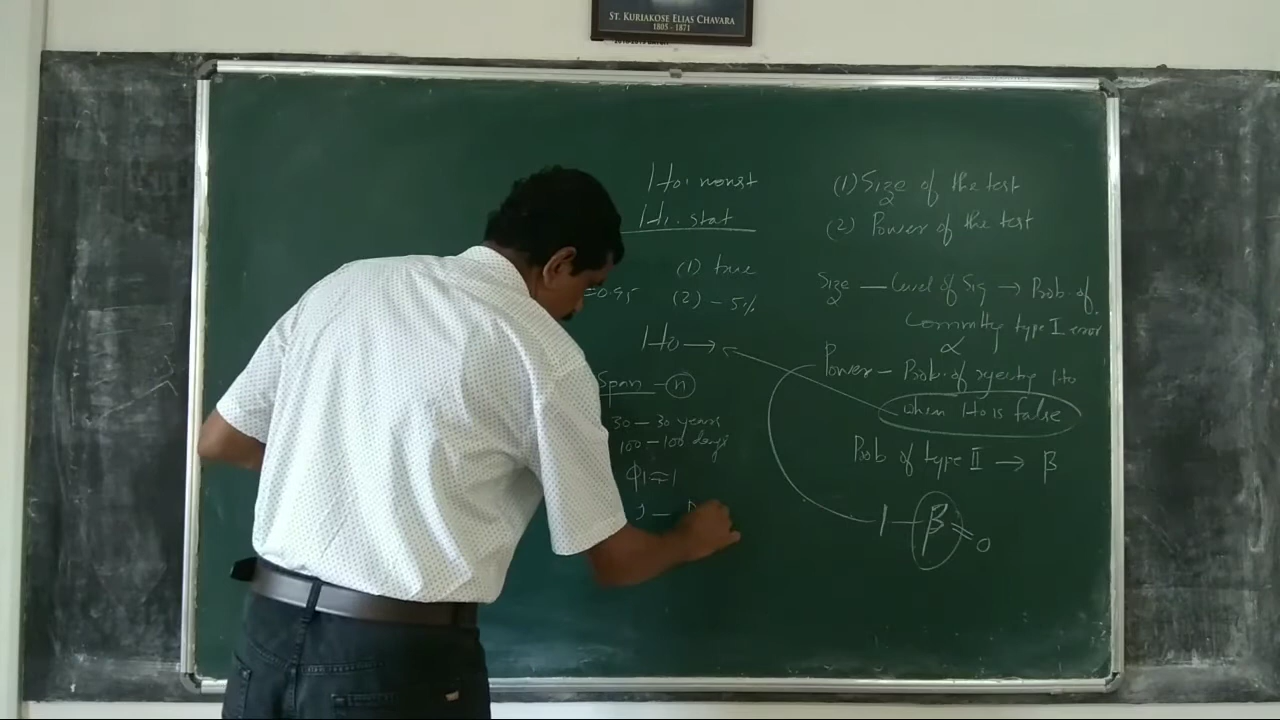 ST. KURIAKOSE ELIAS CHAVARA
1805 - 1871
H0: nonst
H1: stat
(1) true
=0.95 (2) - 5%
H0 →
Span - n
30 - 30 years
100 - 100 days
ϕ1 ≈ 1
(1) Size of the test
α
(2) Power of the test
Size — Level of Sig → Prob. of
Committg type I error
α
Power - Prob. of rejecting H0
when H0 is false
Prob of type II → β
1 - β = 0